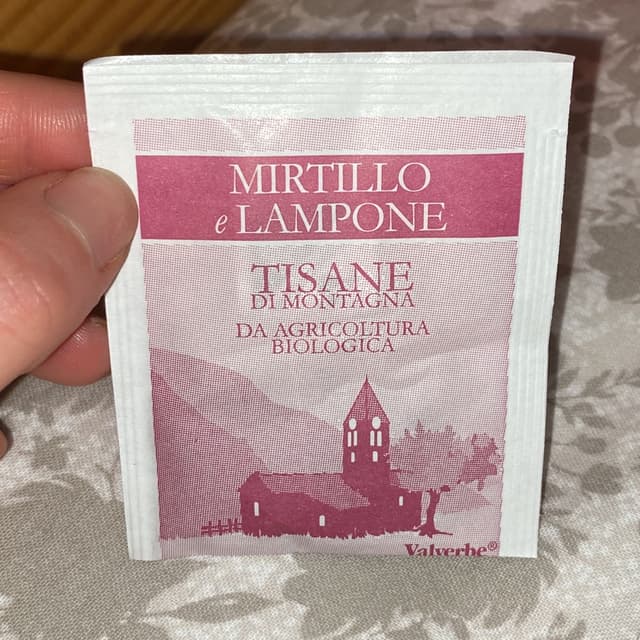 MIRTILLO
e LAMPONE
TISANE
DI MONTAGNA
DA AGRICOLTURA
BIOLOGICA
Valverbe®